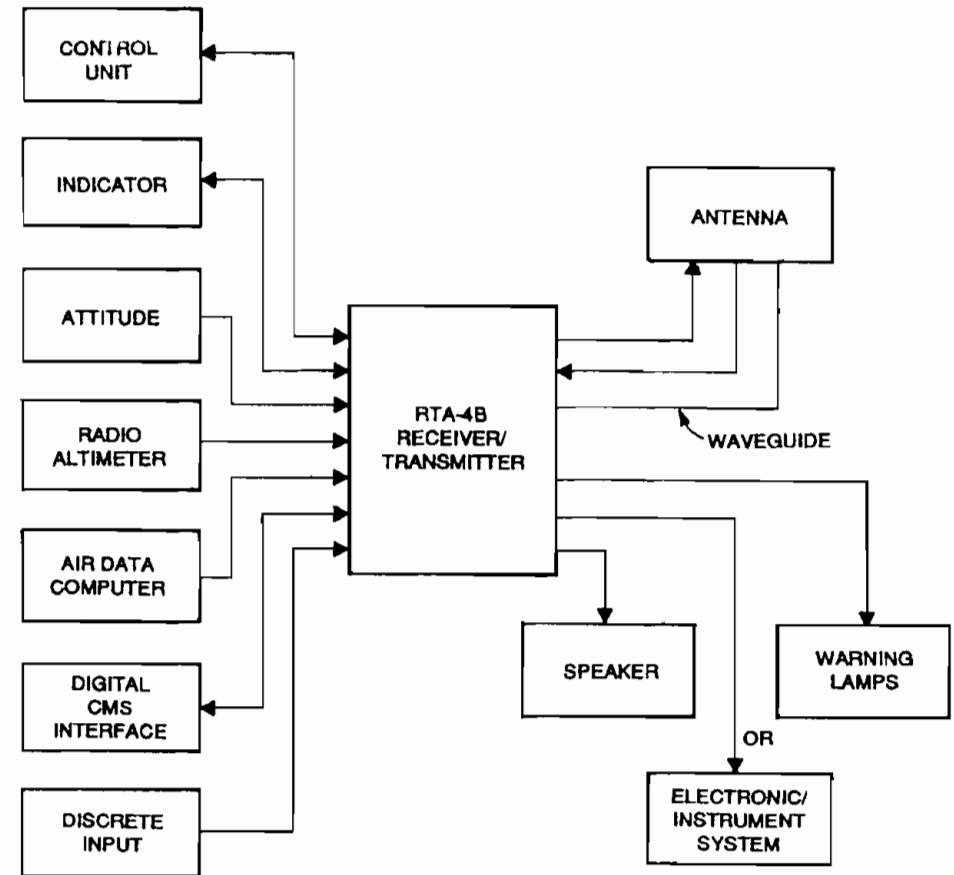 CONTROL
UNIT
INDICATOR
ATTITUDE
RADIO
ALTIMETER
AIR DATA
COMPUTER
DIGITAL
CMS
INTERFACE
DISCRETE
INPUT
RTA-4B
RECEIVER/
TRANSMITTER
ANTENNA
WAVEGUIDE
SPEAKER
WARNING
LAMPS
OR
ELECTRONIC/
INSTRUMENT
SYSTEM